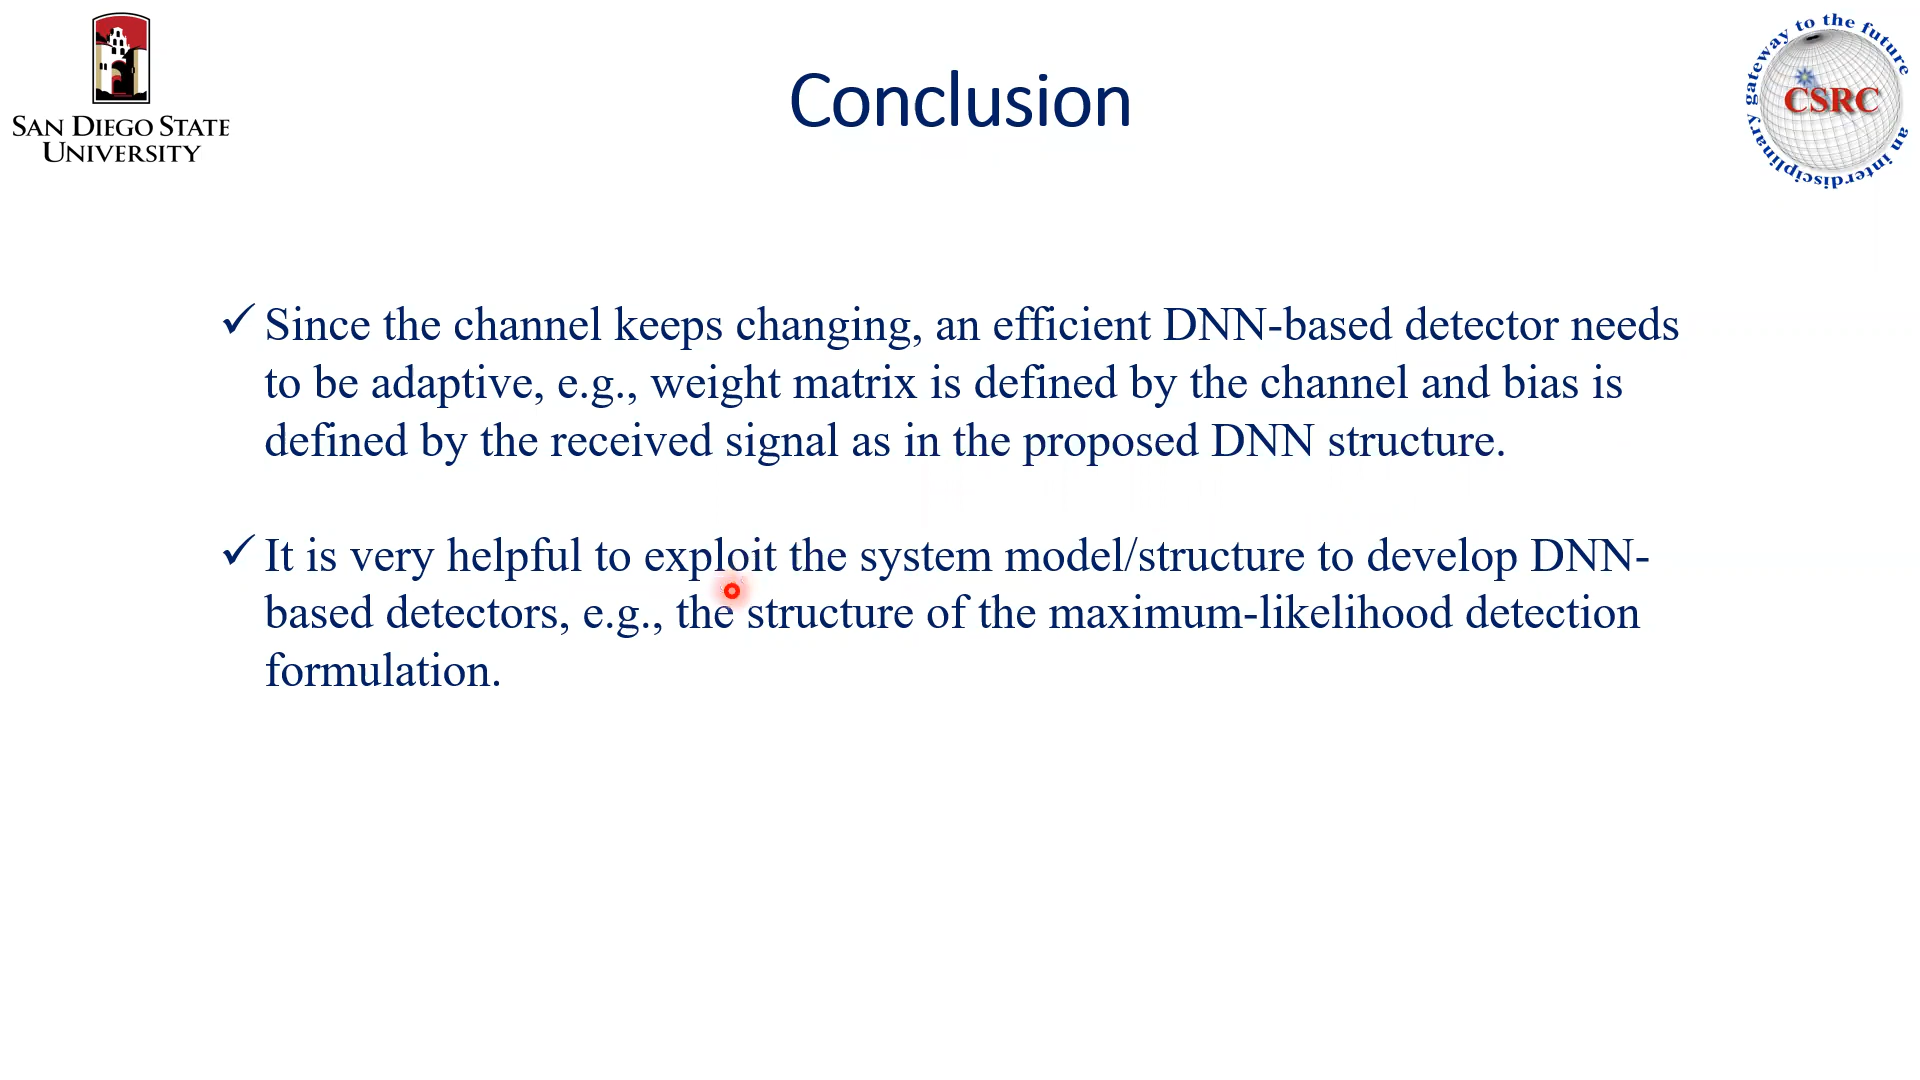 SAN DIEGO STATE
UNIVERSITY
Conclusion
an interdisciplinary gateway to the future
CSRC
✓ Since the channel keeps changing, an efficient DNN-based detector needs
to be adaptive, e.g., weight matrix is defined by the channel and bias is
defined by the received signal as in the proposed DNN structure.
✓ It is very helpful to exploit the system model/structure to develop DNN-
based detectors, e.g., the structure of the maximum-likelihood detection
formulation.